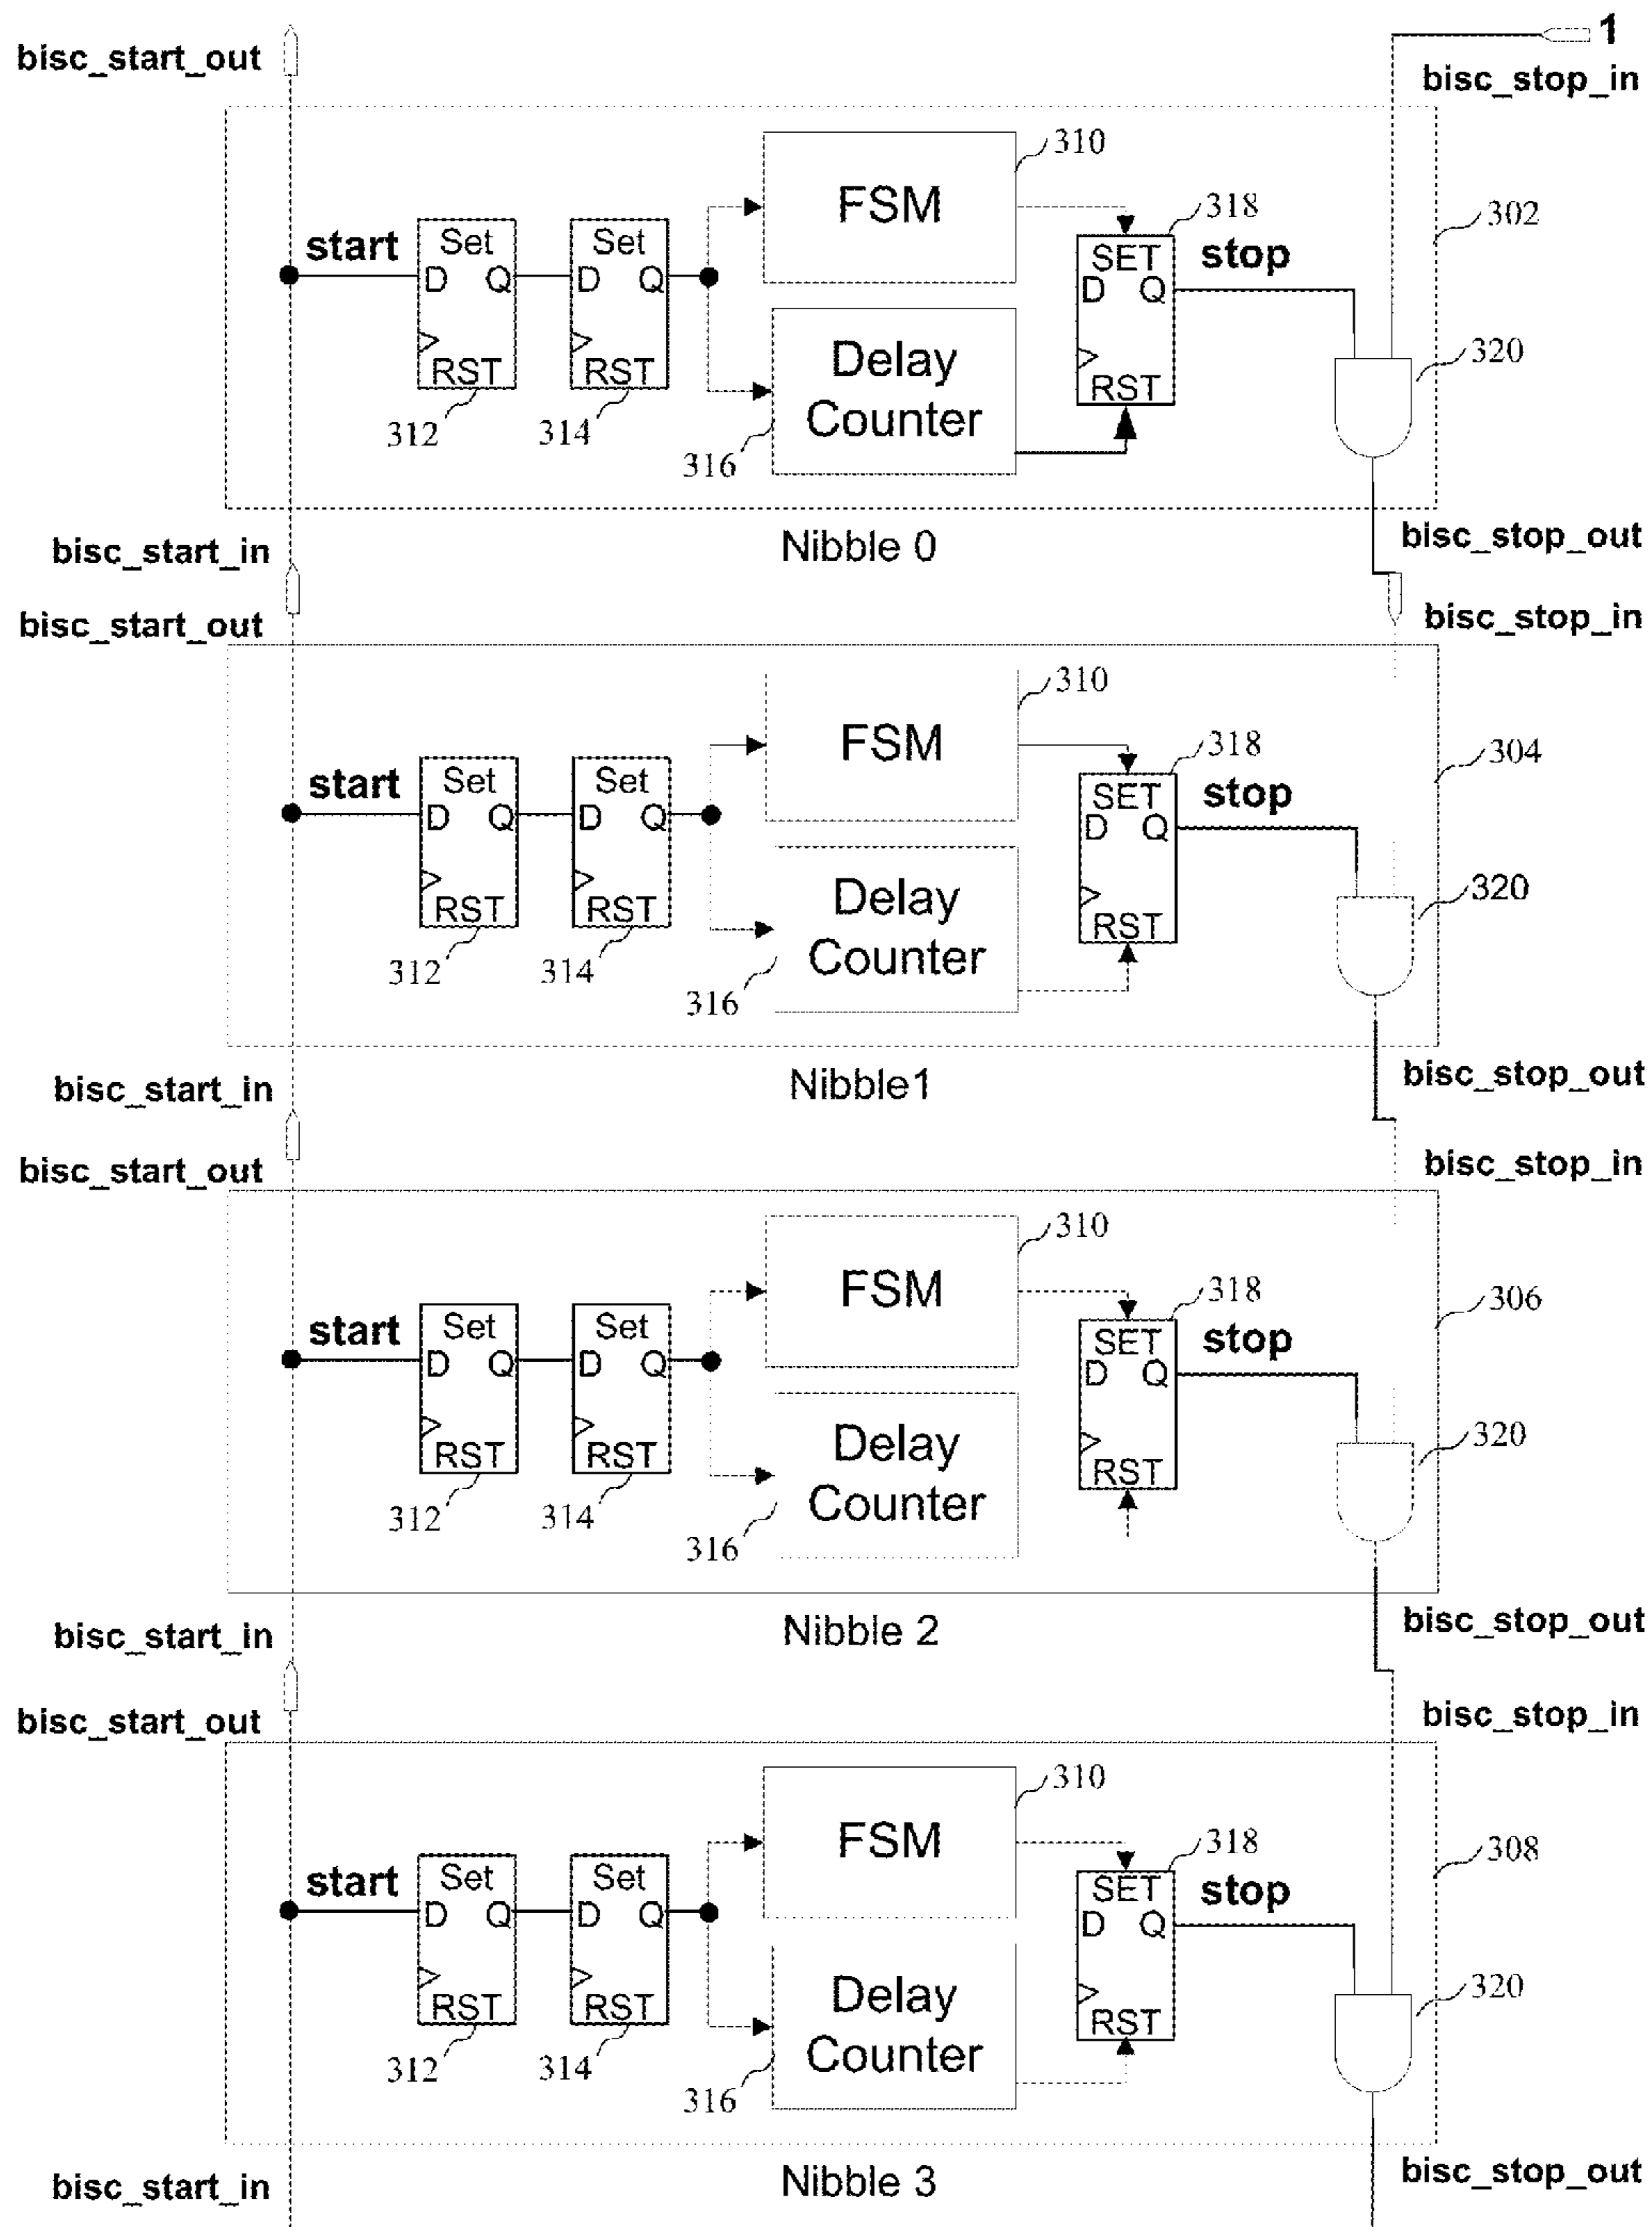 1
bisc_start_out
bisc_stop_in
310
FSM
318
302
start
Set
Set
SET
stop
D Q
D Q
D Q
320
Delay
Counter
RST
RST
RST
312
314
316
Nibble 0
bisc_stop_out
bisc_start_in
bisc_start_out
bisc_stop_in
310
FSM
318
304
start
Set
Set
SET
stop
D Q
D Q
D Q
320
Delay
Counter
RST
RST
RST
312
314
316
Nibble1
bisc_stop_out
bisc_start_in
bisc_start_out
bisc_stop_in
310
FSM
318
306
start
Set
Set
SET
stop
D Q
D Q
D Q
320
Delay
Counter
RST
RST
RST
312
314
316
Nibble 2
bisc_stop_out
bisc_start_in
bisc_start_out
bisc_stop_in
310
FSM
318
308
start
Set
Set
SET
stop
D Q
D Q
D Q
320
Delay
Counter
RST
RST
RST
312
314
316
Nibble 3
bisc_stop_out
bisc_start_in